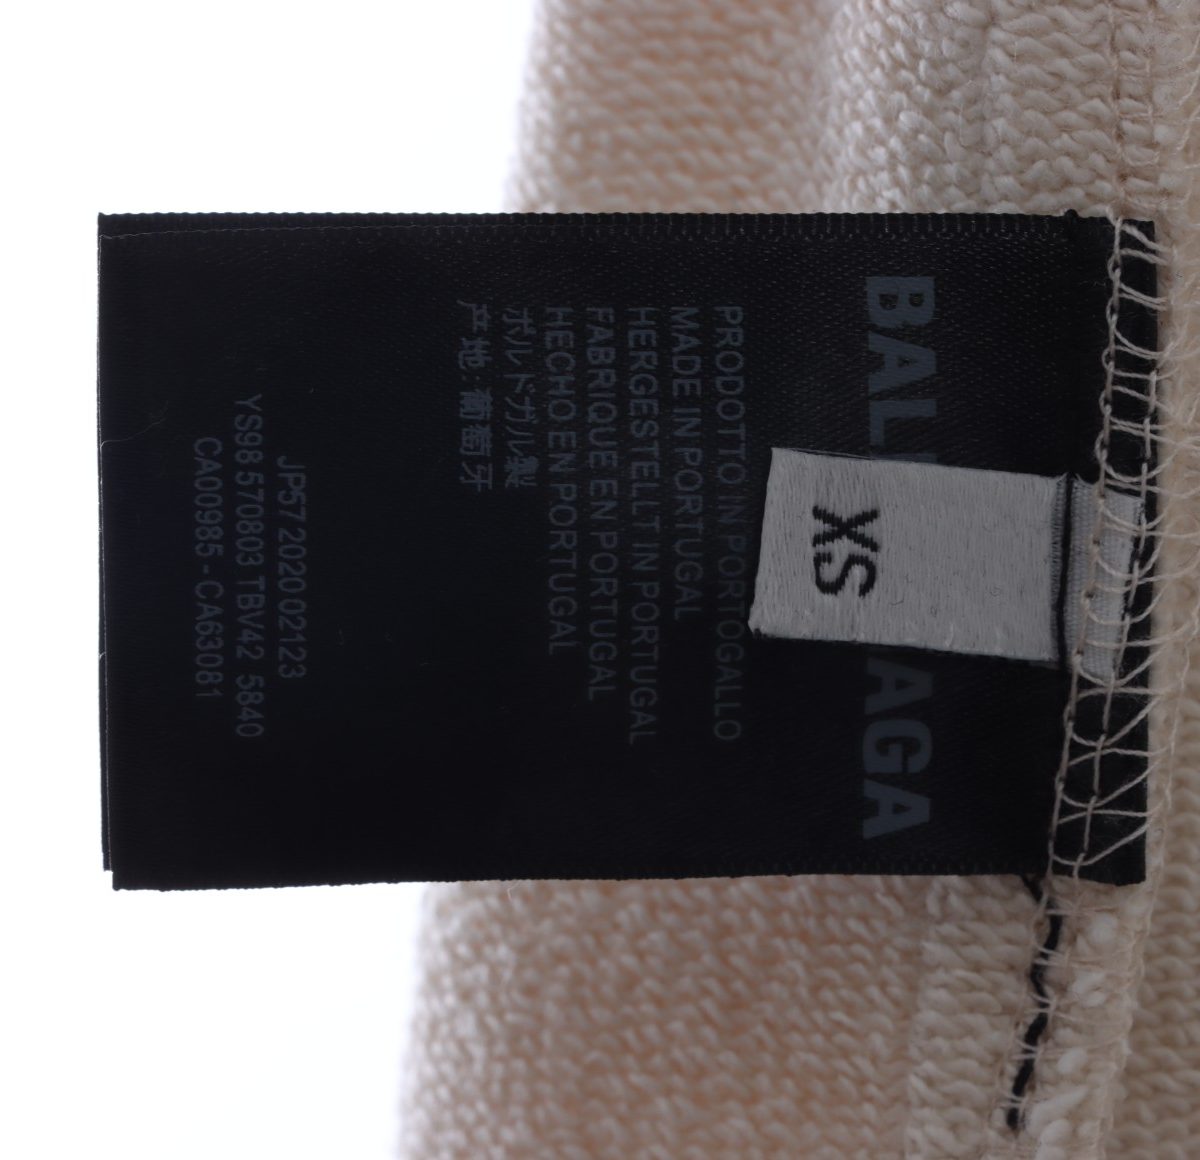 BAL AGA
XS
PRODOTTO IN PORTOGALLO
MADE IN PORTUGAL
HERGESTELLT IN PORTUGAL
FABRIQUE EN PORTUGAL
HECHO EN PORTUGAL
ポルトガル製
产地:葡萄牙
JP57 2020 02123
YS98 570803 TBV42 5840
CA00985 - CA63081